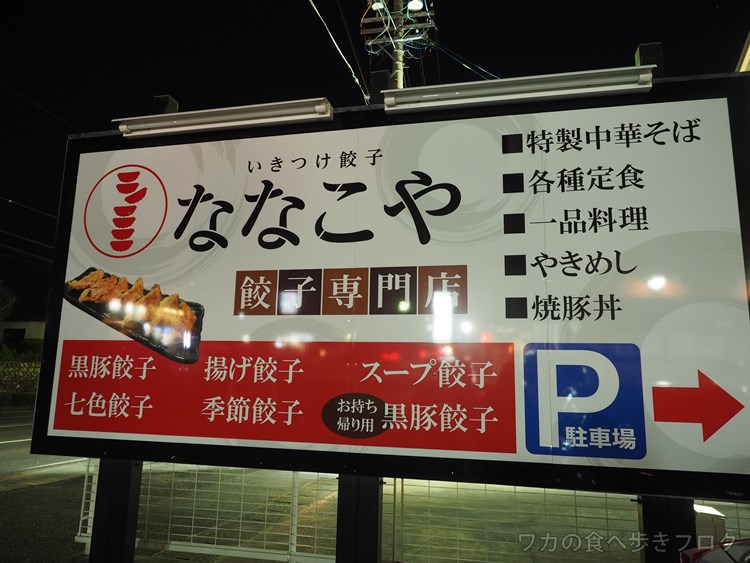 いきつけ餃子
ななこや
餃子専門店
■特製中華そば
■各種定食
■一品料理
■やきめし
■焼豚丼
黒豚餃子 揚げ餃子 スープ餃子
七色餃子 季節餃子 お持ち帰り用 黒豚餃子
P
駐車場
ワカの食べ歩きブログ